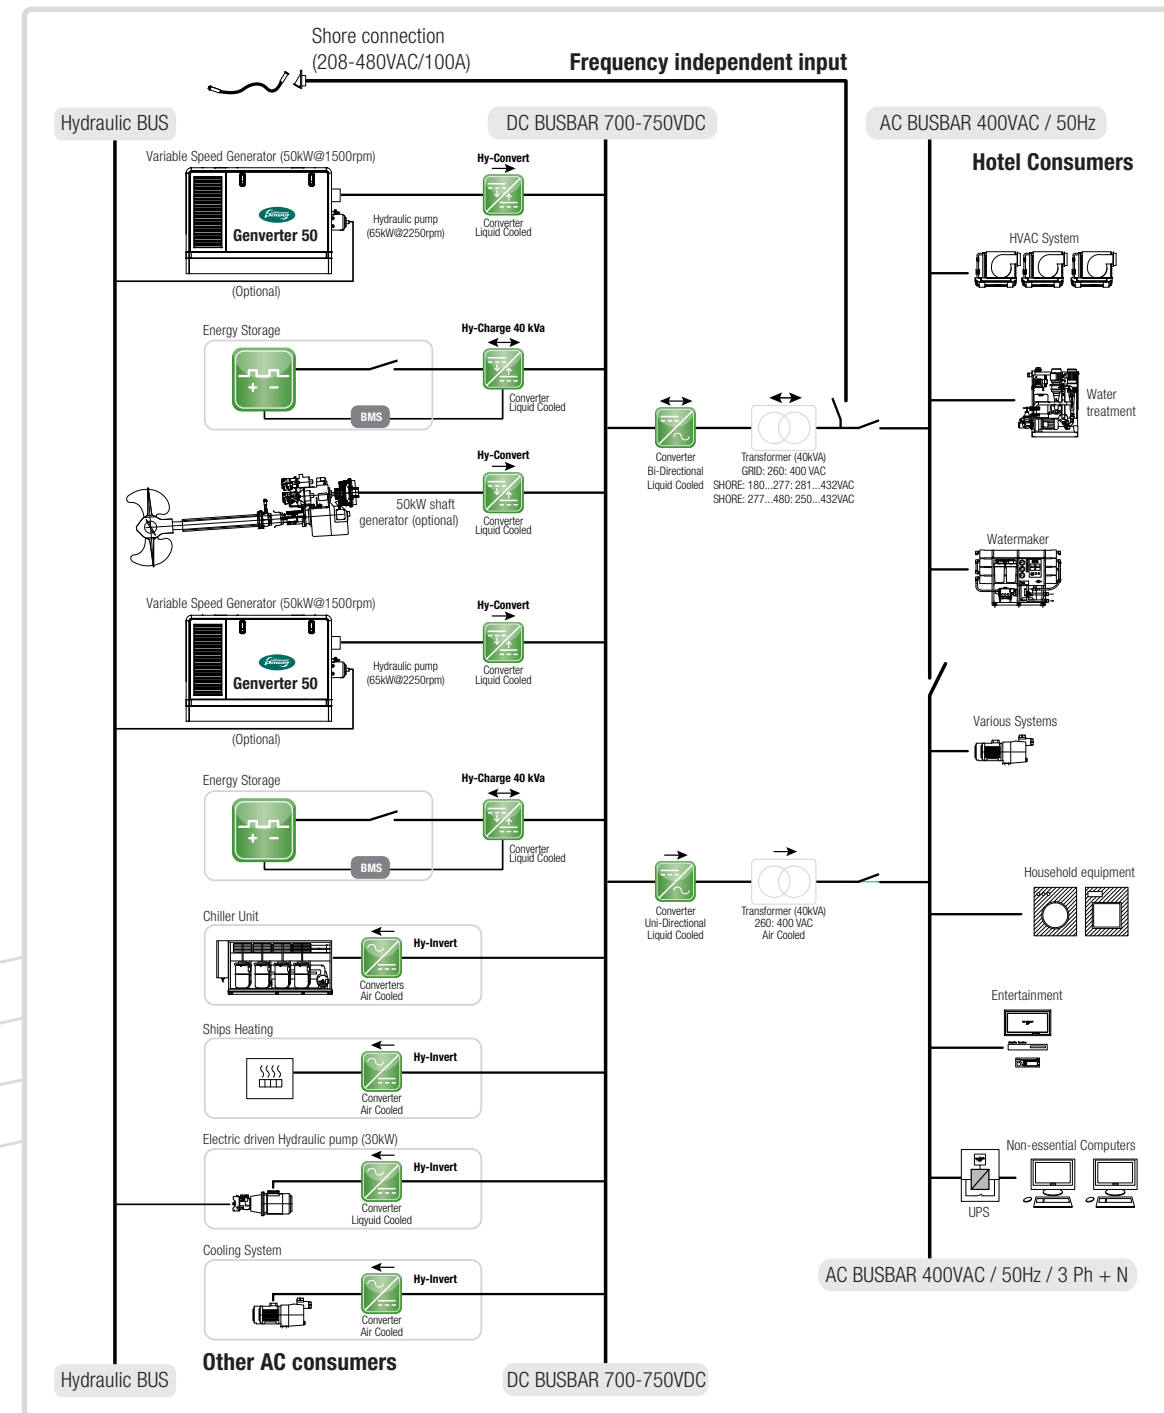 Shore connection
(208-480VAC/100A)
Frequency independent input
Hydraulic BUS
DC BUSBAR 700-750VDC
AC BUSBAR 400VAC / 50Hz
Hotel Consumers
Variable Speed Generator (50kW@1500rpm)
Genverter 50
Hydraulic pump
(65kW@2250rpm)
(Optional)
Hy-Convert
Converter
Liquid Cooled
HVAC System
Energy Storage
+ -
BMS
Hy-Charge 40 kVa
Converter
Liquid Cooled
Water
treatment
Converter
Bi-Directional
Liquid Cooled
Transformer (40kVA)
GRID: 260: 400 VAC
SHORE: 180...277: 281...432VAC
SHORE: 277...480: 250...432VAC
50kW shaft
generator (optional)
Hy-Convert
Converter
Liquid Cooled
Watermaker
Variable Speed Generator (50kW@1500rpm)
Genverter 50
Hydraulic pump
(65kW@2250rpm)
(Optional)
Hy-Convert
Converter
Liquid Cooled
Various Systems
Energy Storage
+ -
BMS
Hy-Charge 40 kVa
Converter
Liquid Cooled
Converter
Uni-Directional
Liquid Cooled
Transformer (40kVA)
260: 400 VAC
Air Cooled
Household equipment
Chiller Unit
Hy-Invert
Converters
Air Cooled
Entertainment
Ships Heating
Hy-Invert
Converter
Air Cooled
Electric driven Hydraulic pump (30kW)
Hy-Invert
Converter
Liqyuid Cooled
Non-essential Computers
UPS
Cooling System
Hy-Invert
Converter
Air Cooled
AC BUSBAR 400VAC / 50Hz / 3 Ph + N
Other AC consumers
Hydraulic BUS
DC BUSBAR 700-750VDC